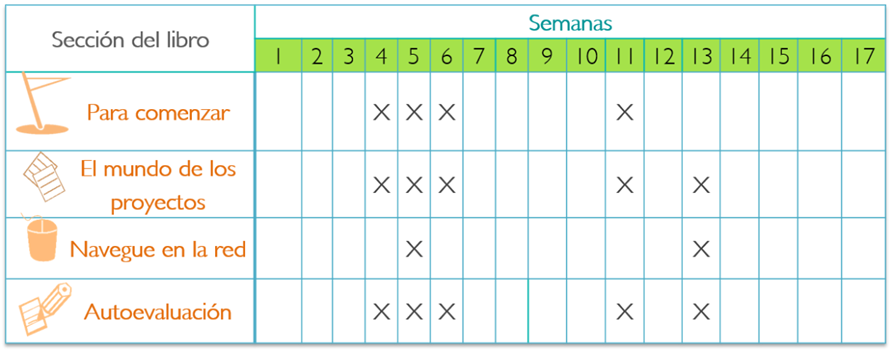 Sección del libro
Semanas
1 2 3 4 5 6 7 8 9 10 11 12 13 14 15 16 17
Para comenzar X X X X
El mundo de los
proyectos X X X X X
Navegue en la red X X
Autoevaluación X X X X X